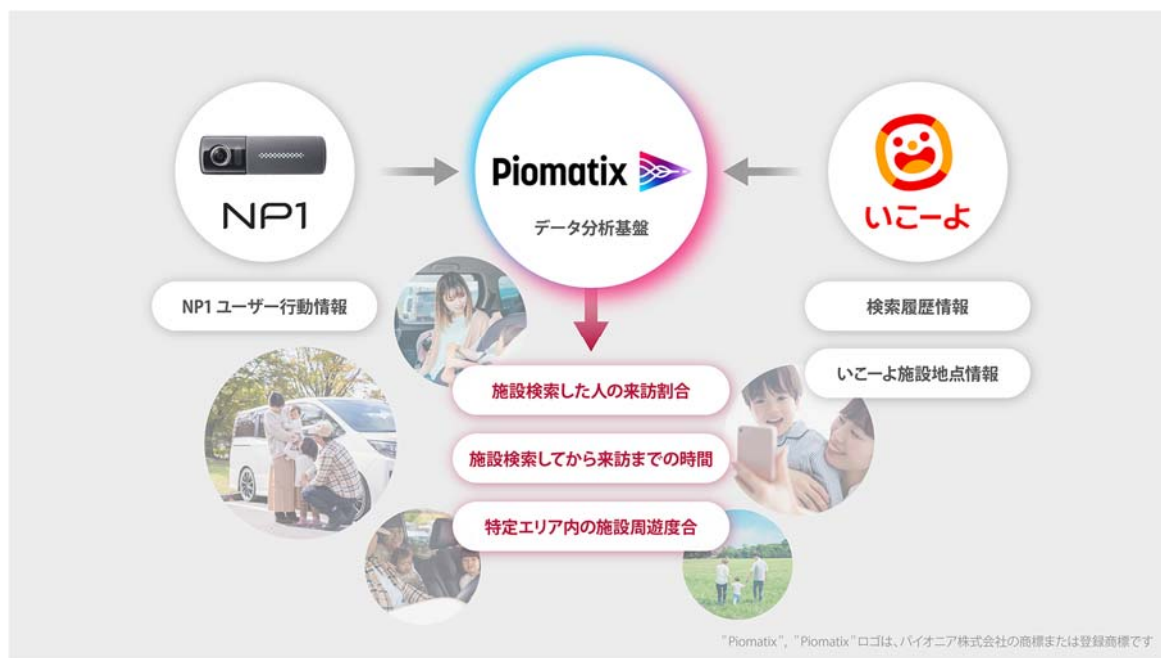 NP1
Piomatix
データ分析基盤
いこーよ
NP1 ユーザー行動情報
検索履歴情報
いこーよ施設地点情報
施設検索した人の来訪割合
施設検索してから来訪までの時間
特定エリア内の施設周遊度合
"Piomatix", "Piomatix"ロゴは、パイオニア株式会社の商標または登録商標です